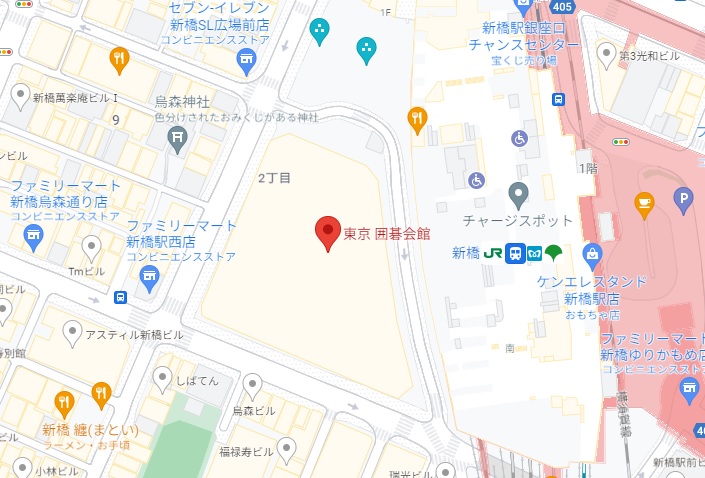 セブン-イレブン
新橋SL広場前店
コンビニエンスストア
1F
405
新橋駅銀座口
チャンスセンター
宝くじ売り場
第3光和ビル
新橋萬楽庵ビル I
烏森神社
色分けされたおみくじがある神社
9
ンビル
2丁目
1階
P
ファミリーマート
新橋烏森通り店
コンビニエンスストア
ファミリーマート
新橋駅西店
コンビニエンスストア
Tmビル
東京 囲碁会館
チャージスポット
新橋
JR
ケンエレスタンド
新橋駅店
おもちゃ店
ファミリーマート
新橋ゆりかもめ店
コンビニエンススト
アスティル新橋ビル
特別館
しばてん
烏森ビル
南
新橋 纏(まとい)
ラーメン・お手頃
福禄寿ビル
小林ビル
瑞光ビル
新橋駅前ビ